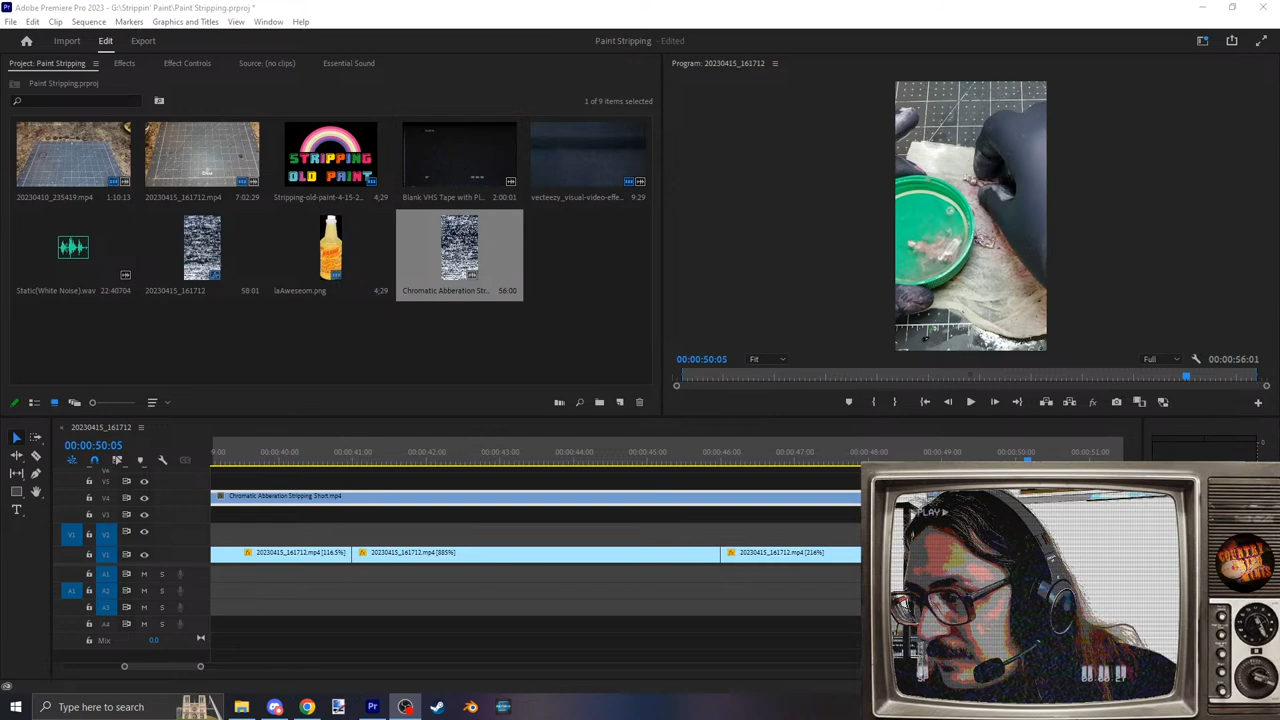 Adobe Premiere Pro 2023 - G:\Strippin' Paint\Paint Stripping.prproj *
File Edit Clip Sequence Markers Graphics and Titles View Window Help
Import Edit Export Paint Stripping - Edited
Project: Paint Stripping Effects Effect Controls Source: (no clips) Essential Sound
Program: 20230415_161712
Paint Stripping.prproj
1 of 9 items selected
STRIPPING
OLD PAINT
20230410_235419.mp4 1:10:13
20230415_161712.mp4 7:02:29
Stripping-old-paint-4-15-2... 4;29
Blank VHS Tape with Pi... 2:00:01
vecteezy_visual-video-effe... 9:29
Static(White Noise).wav 22:40704
20230415_161712 58:01
laAweseom.png 4;29
Chromatic Abberation Str... 56:00
00:00:50:05 Fit Full 00:00:56:01
20230415_161712
00:00:50:05
9:00 00:00:40:00 00:00:41:00 00:00:42:00 00:00:43:00 00:00:44:00 00:00:45:00 00:00:46:00 00:00:47:00 00:00:48:00 00:00:49:00 00:00:50:00 00:00:51:00
V5
V4 Chromatic Abberation Stripping Short.mp4
V3
V1 V2
V1 20230415_161712.mp4 [116.5%] 20230415_161712.mp4 [885%] 20230415_161712.mp4 [216%]
A1 M S
A1 A2 M S
A3 M S
A4 M S
Mix 0.0
0
PLAY
COUNTRY
Type here to search